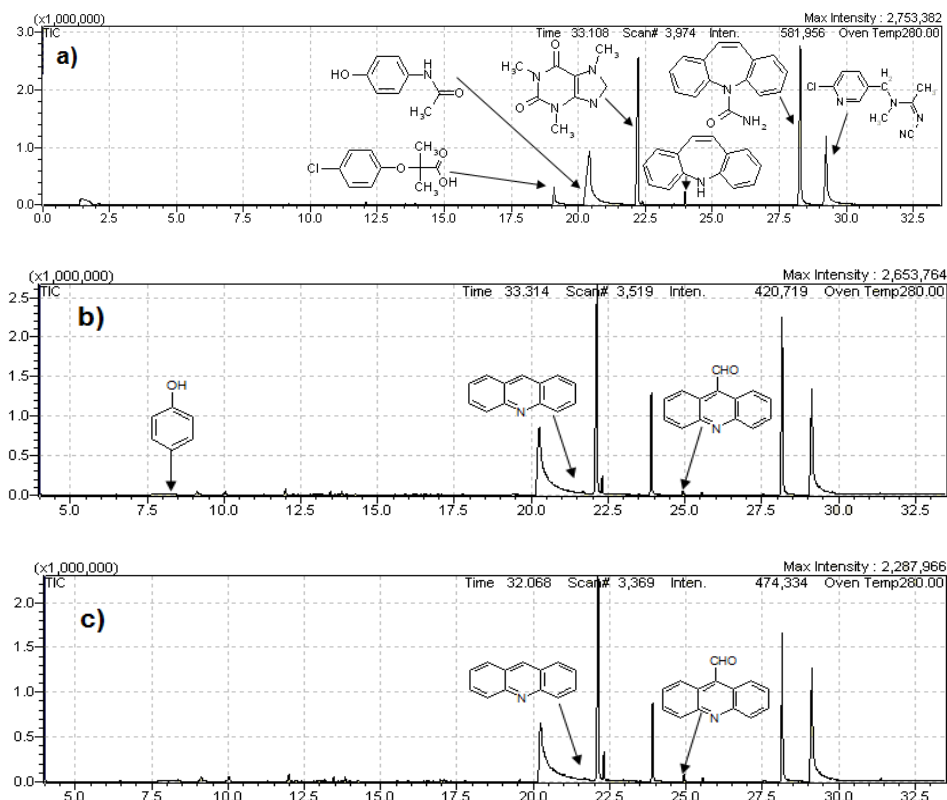 (x1,000,000)
Max Intensity : 2,753,382
TIC
Time 33.108 Scan# 3,974 Inten. 581,956 Oven Temp280.00
a)
3.0
2.0
1.0
0.0
HO
NH
O
CH₃
H₃C
O
N
N
CH₃
O
N
N
CH₃
N
O
NH₂
Cl
N
H₂
C
N
H₃C
CH₃
N
NC
Cl
O
CH₃
CH₃
O
OH
N
H
0.0 2.5 5.0 7.5 10.0 12.5 15.0 17.5 20.0 22.5 25.0 27.5 30.0 32.5
(x1,000,000)
Max Intensity : 2,653,764
TIC
Time 33.314 Scan# 3,519 Inten. 420,719 Oven Temp280.00
b)
2.5
2.0
1.5
1.0
0.5
0.0
OH
N
CHO
N
5.0 7.5 10.0 12.5 15.0 17.5 20.0 22.5 25.0 27.5 30.0 32.5
(x1,000,000)
Max Intensity : 2,287,966
TIC
Time 32.068 Scan# 3,369 Inten. 474,334 Oven Temp280.00
c)
2.0
1.5
1.0
0.5
0.0
N
CHO
N
5.0 7.5 10.0 12.5 15.0 17.5 20.0 22.5 25.0 27.5 30.0 32.5